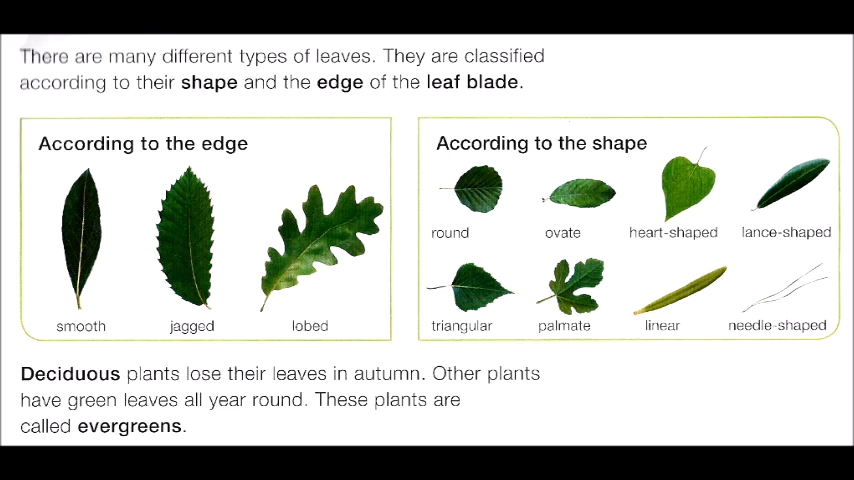 There are many different types of leaves. They are classified
according to their shape and the edge of the leaf blade.
According to the edge
smooth
jagged
lobed
According to the shape
round
ovate
heart-shaped
lance-shaped
triangular
palmate
linear
needle-shaped
Deciduous plants lose their leaves in autumn. Other plants
have green leaves all year round. These plants are
called evergreens.